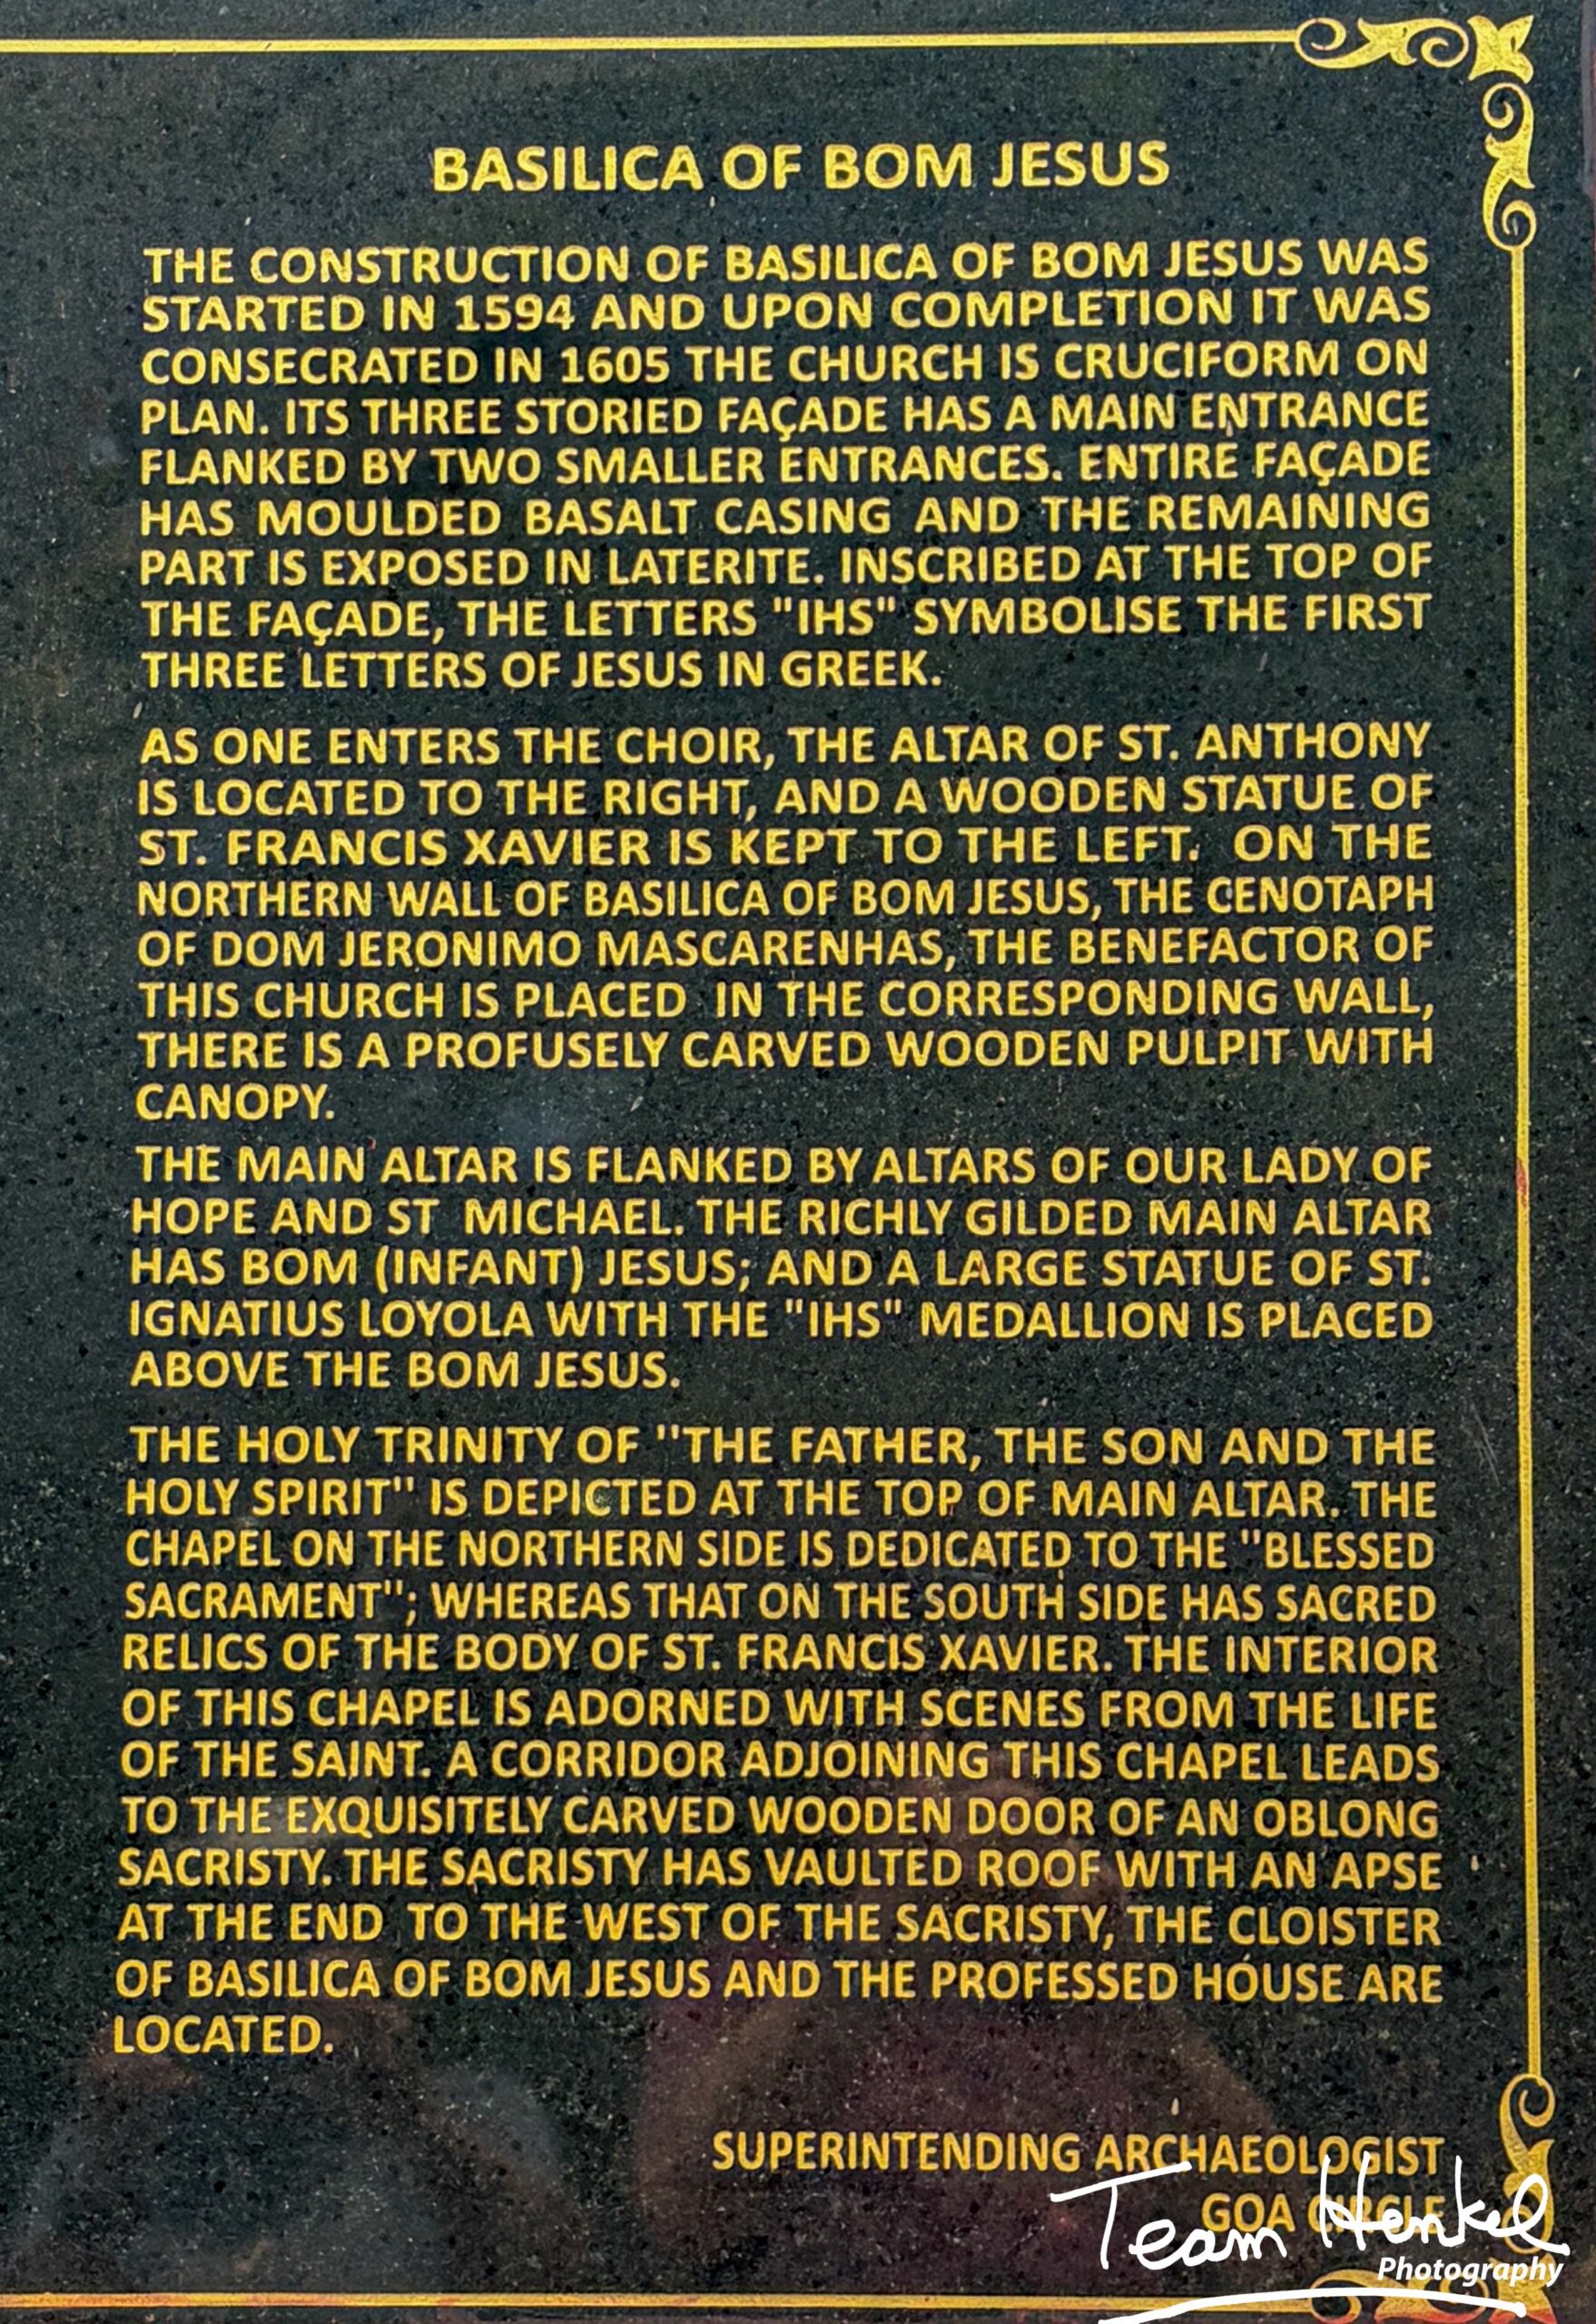 BASILICA OF BOM JESUS
THE CONSTRUCTION OF BASILICA OF BOM JESUS WAS
STARTED IN 1594 AND UPON COMPLETION IT WAS
CONSECRATED IN 1605 THE CHURCH IS CRUCIFORM ON
PLAN. ITS THREE STORIED FAÇADE HAS A MAIN ENTRANCE
FLANKED BY TWO SMALLER ENTRANCES. ENTIRE FAÇADE
HAS MOULDED BASALT CASING AND THE REMAINING
PART IS EXPOSED IN LATERITE. INSCRIBED AT THE TOP OF
THE FAÇADE, THE LETTERS "IHS" SYMBOLISE THE FIRST
THREE LETTERS OF JESUS IN GREEK.
AS ONE ENTERS THE CHOIR, THE ALTAR OF ST. ANTHONY
IS LOCATED TO THE RIGHT, AND A WOODEN STATUE OF
ST. FRANCIS XAVIER IS KEPT TO THE LEFT. ON THE
NORTHERN WALL OF BASILICA OF BOM JESUS, THE CENOTAPH
OF DOM JERONIMO MASCARENHAS, THE BENEFACTOR OF
THIS CHURCH IS PLACED IN THE CORRESPONDING WALL,
THERE IS A PROFUSELY CARVED WOODEN PULPIT WITH
CANOPY.
THE MAIN ALTAR IS FLANKED BY ALTARS OF OUR LADY OF
HOPE AND ST MICHAEL. THE RICHLY GILDED MAIN ALTAR
HAS BOM (INFANT) JESUS; AND A LARGE STATUE OF ST.
IGNATIUS LOYOLA WITH THE "IHS" MEDALLION IS PLACED
ABOVE THE BOM JESUS.
THE HOLY TRINITY OF "THE FATHER, THE SON AND THE
HOLY SPIRIT" IS DEPICTED AT THE TOP OF MAIN ALTAR. THE
CHAPEL ON THE NORTHERN SIDE IS DEDICATED TO THE "BLESSED
SACRAMENT"; WHEREAS THAT ON THE SOUTH SIDE HAS SACRED
RELICS OF THE BODY OF ST. FRANCIS XAVIER. THE INTERIOR
OF THIS CHAPEL IS ADORNED WITH SCENES FROM THE LIFE
OF THE SAINT. A CORRIDOR ADJOINING THIS CHAPEL LEADS
TO THE EXQUISITELY CARVED WOODEN DOOR OF AN OBLONG
SACRISTY. THE SACRISTY HAS VAULTED ROOF WITH AN APSE
AT THE END TO THE WEST OF THE SACRISTY, THE CLOISTER
OF BASILICA OF BOM JESUS AND THE PROFESSED HOUSE ARE
LOCATED.
SUPERINTENDING ARCHAEOLOGIST
GOA CIRCLE
Team Henkel
Photography